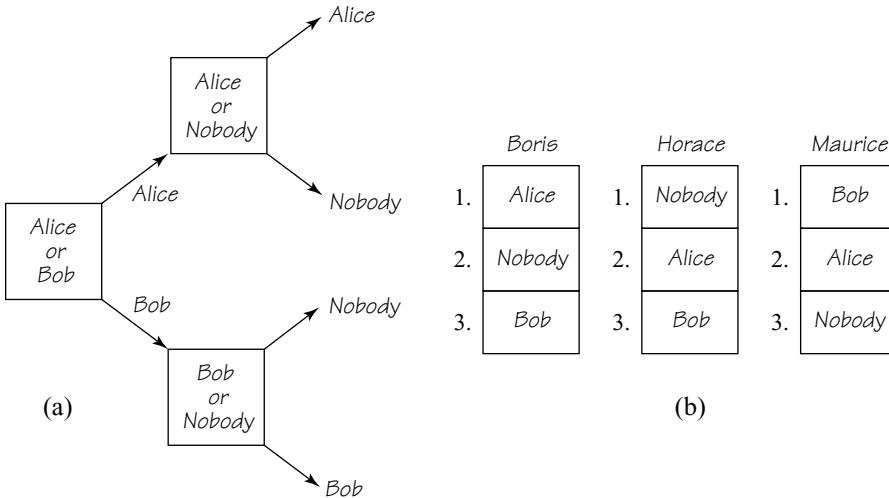 Alice
Alice
or
Nobody
Alice
Nobody
Alice
or
Bob
Bob
Nobody
Bob
or
Nobody
Bob
(a)
Boris Horace Maurice
1. Alice 1. Nobody 1. Bob
2. Nobody 2. Alice 2. Alice
3. Bob 3. Bob 3. Nobody
(b)